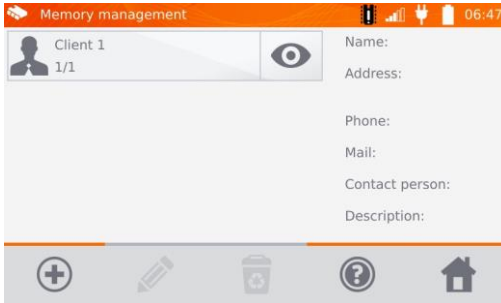 Memory management 06:47
Client 1
1/1
Name:
Address:
Phone:
Mail:
Contact person:
Description: